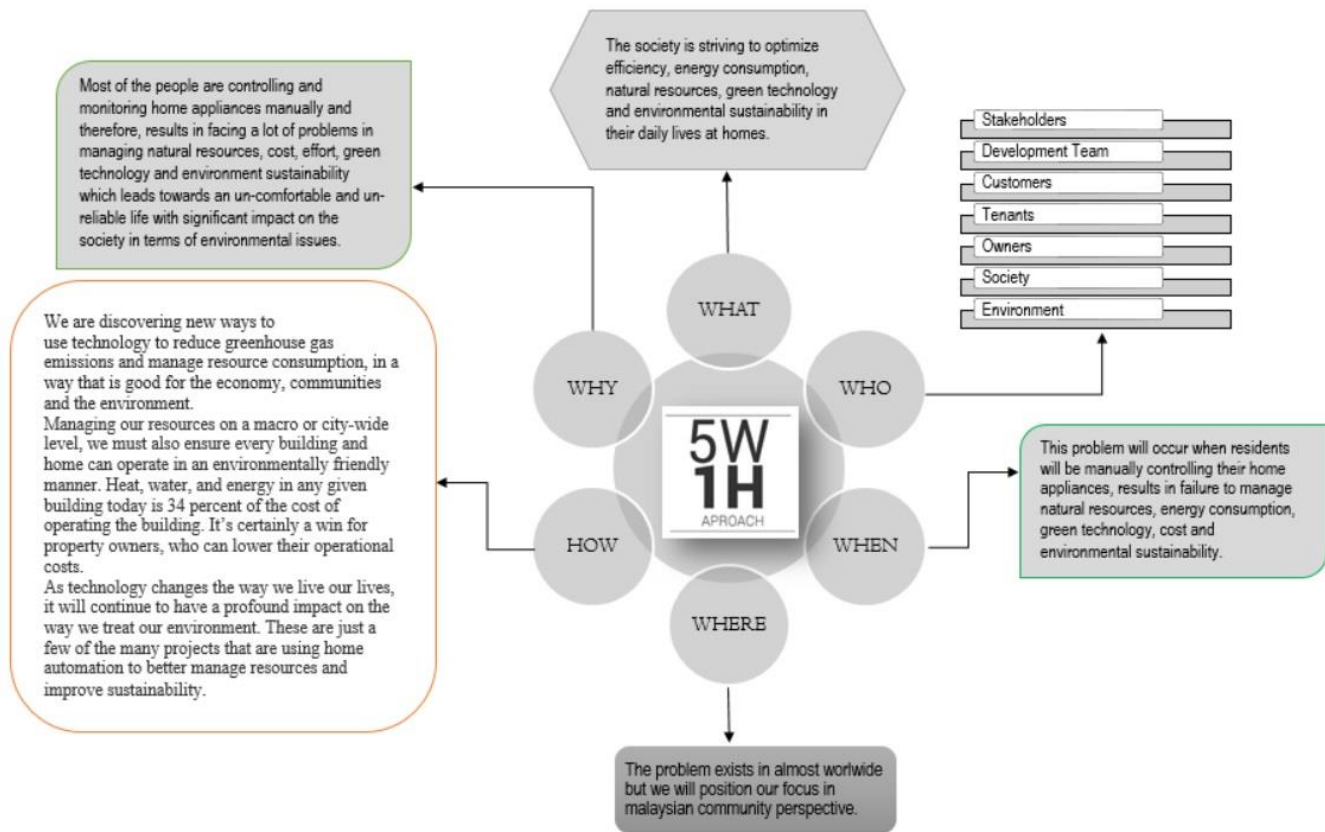 The society is striving to optimize
efficiency, energy consumption,
natural resources, green technology
and environmental sustainability in
their daily lives at homes.
Most of the people are controlling and
monitoring home appliances manually and
therefore, results in facing a lot of problems in
managing natural resources, cost, effort, green
technology and environment sustainability
which leads towards an un-comfortable and un-
reliable life with significant impact on the
society in terms of environmental issues.
Stakeholders
Development Team
Customers
Tenants
Owners
Society
Environment
WHAT
WHY
WHO
5W
1H
APROACH
HOW
WHEN
WHERE
We are discovering new ways to
use technology to reduce greenhouse gas
emissions and manage resource consumption, in a
way that is good for the economy, communities
and the environment.
Managing our resources on a macro or city-wide
level, we must also ensure every building and
home can operate in an environmentally friendly
manner. Heat, water, and energy in any given
building today is 34 percent of the cost of
operating the building. It’s certainly a win for
property owners, who can lower their operational
costs.
As technology changes the way we live our lives,
it will continue to have a profound impact on the
way we treat our environment. These are just a
few of the many projects that are using home
automation to better manage resources and
improve sustainability.
This problem will occur when residents
will be manually controlling their home
appliances, results in failure to manage
natural resources, energy consumption,
green technology, cost and
environmental sustainability.
The problem exists in almost worlwide
but we will position our focus in
malaysian community perspective.